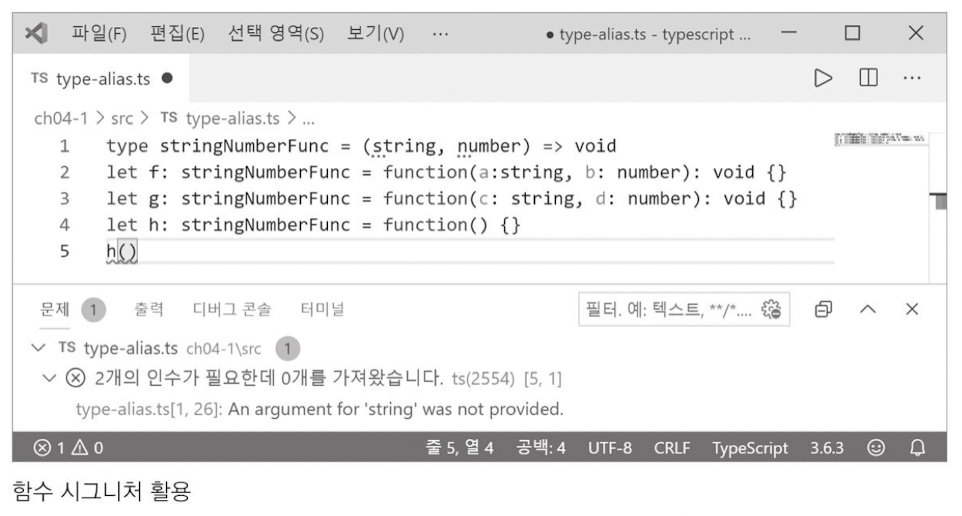 파일(F) 편집(E) 선택 영역(S) 보기(V) ··· ● type-alias.ts - typescript ...
TS type-alias.ts ●
ch04-1 > src > TS type-alias.ts > ...
1 type stringNumberFunc = (string, number) => void
2 let f: stringNumberFunc = function(a:string, b: number): void {}
3 let g: stringNumberFunc = function(c: string, d: number): void {}
4 let h: stringNumberFunc = function() {}
5 h()
문제 1 출력 디버그 콘솔 터미널 필터. 예: 텍스트, **/*....
TS type-alias.ts ch04-1\src 1
2개의 인수가 필요한데 0개를 가져왔습니다. ts(2554) [5, 1]
type-alias.ts[1, 26]: An argument for 'string' was not provided.
1 0 줄 5, 열 4 공백: 4 UTF-8 CRLF TypeScript 3.6.3
함수 시그니처 활용